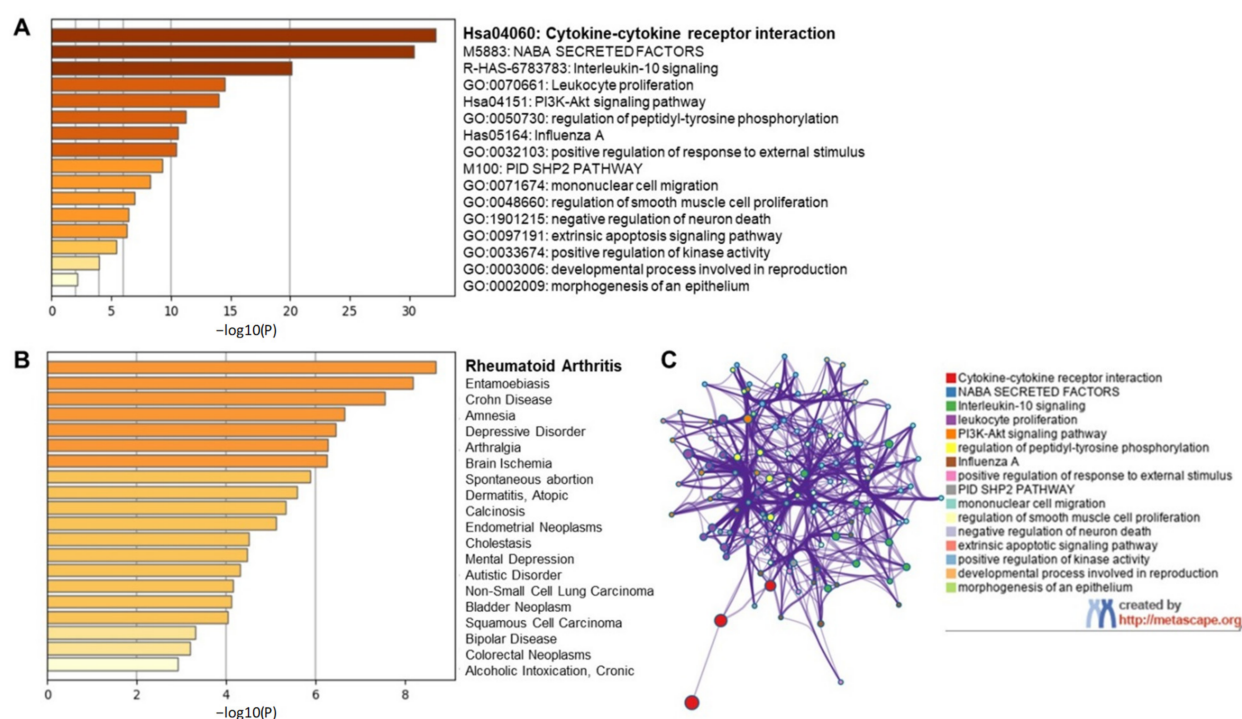 A
Hsa04060: Cytokine-cytokine receptor interaction
M5883: NABA SECRETED FACTORS
R-HAS-6783783: Interleukin-10 signaling
GO:0070661: Leukocyte proliferation
Hsa04151: PI3K-Akt signaling pathway
GO:0050730: regulation of peptidyl-tyrosine phosphorylation
Has05164: Influenza A
GO:0032103: positive regulation of response to external stimulus
M100: PID SHP2 PATHWAY
GO:0071674: mononuclear cell migration
GO:0048660: regulation of smooth muscle cell proliferation
GO:1901215: negative regulation of neuron death
GO:0097191: extrinsic apoptosis signaling pathway
GO:0033674: positive regulation of kinase activity
GO:0003006: developmental process involved in reproduction
GO:0002009: morphogenesis of an epithelium
0 5 10 15 20 25 30
−log10(P)
B
Rheumatoid Arthritis
Entamoebiasis
Crohn Disease
Amnesia
Depressive Disorder
Arthralgia
Brain Ischemia
Spontaneous abortion
Dermatitis, Atopic
Calcinosis
Endometrial Neoplasms
Cholestasis
Mental Depression
Autistic Disorder
Non-Small Cell Lung Carcinoma
Bladder Neoplasm
Squamous Cell Carcinoma
Bipolar Disease
Colorectal Neoplasms
Alcoholic Intoxication, Cronic
0 2 4 6 8
−log10(P)
C
Cytokine-cytokine receptor interaction
NABA SECRETED FACTORS
Interleukin-10 signaling
leukocyte proliferation
PI3K-Akt signaling pathway
regulation of peptidyl-tyrosine phosphorylation
Influenza A
positive regulation of response to external stimulus
PID SHP2 PATHWAY
mononuclear cell migration
regulation of smooth muscle cell proliferation
negative regulation of neuron death
extrinsic apoptotic signaling pathway
positive regulation of kinase activity
developmental process involved in reproduction
morphogenesis of an epithelium
created by
http://metascape.org